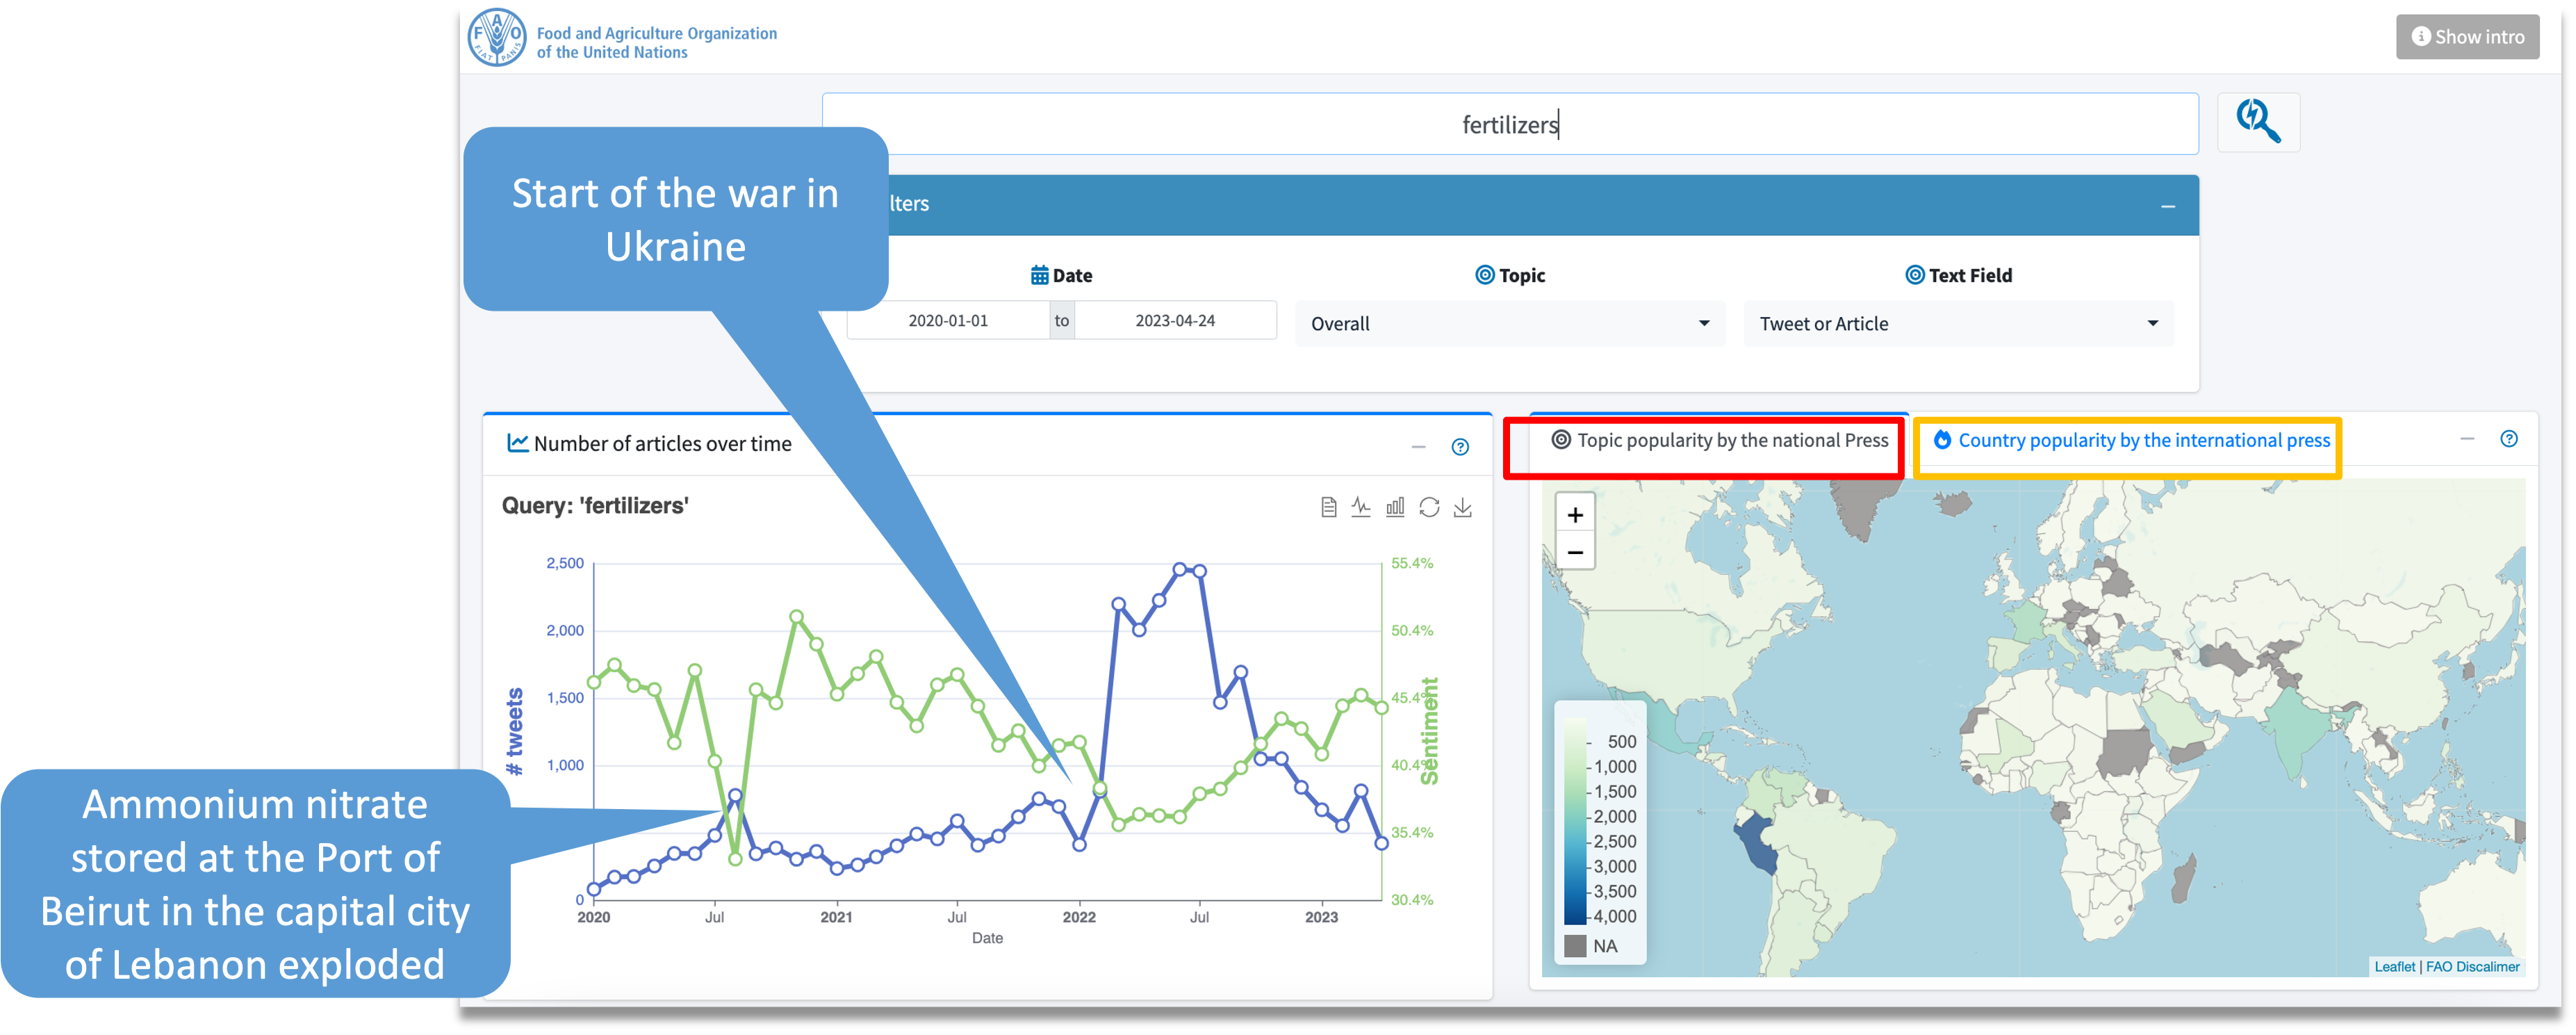 FAO
FIAT PANIS
Food and Agriculture Organization
of the United Nations
Show intro
fertilizers
Start of the war in
Ukraine
lters
Date
Topic
Text Field
2020-01-01
to
2023-04-24
Overall
Tweet or Article
Number of articles over time
Topic popularity by the national Press
Country popularity by the international press
Query: 'fertilizers'
2,500
2,000
1,500
1,000
0
# tweets
55.4%
50.4%
45.4%
40.4%
35.4%
30.4%
Sentiment
2020
Jul
2021
Jul
2022
Jul
2023
Date
Ammonium nitrate
stored at the Port of
Beirut in the capital city
of Lebanon exploded
+
−
500
1,000
1,500
2,000
2,500
3,000
3,500
4,000
NA
Leaflet | FAO Discalimer